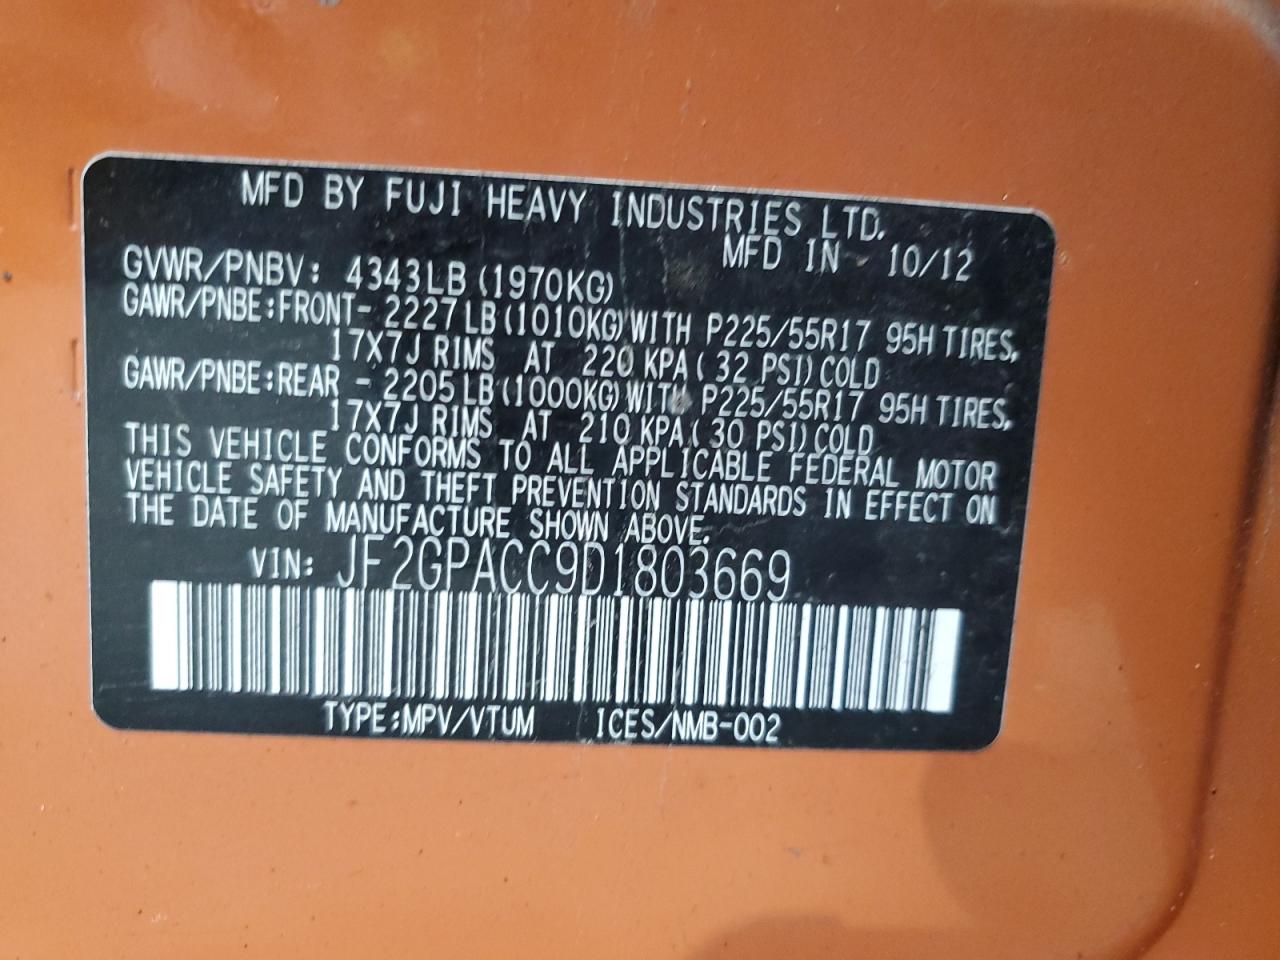 MFD BY FUJI HEAVY INDUSTRIES LTD.
MFD IN 10/12
GVWR/PNBV: 4343LB (1970KG)
GAWR/PNBE:FRONT- 2227LB(1010KG)WITH P225/55R17 95H TIRES,
17X7J RIMS AT 220 KPA( 32 PSI)COLD
GAWR/PNBE:REAR - 2205LB(1000KG)WITH P225/55R17 95H TIRES,
17X7J RIMS AT 210 KPA( 30 PSI)COLD
THIS VEHICLE CONFORMS TO ALL APPLICABLE FEDERAL MOTOR
VEHICLE SAFETY AND THEFT PREVENTION STANDARDS IN EFFECT ON
THE DATE OF MANUFACTURE SHOWN ABOVE.
VIN: JF2GPACC9D1803669
TYPE:MPV/VTUM ICES/NMB-002